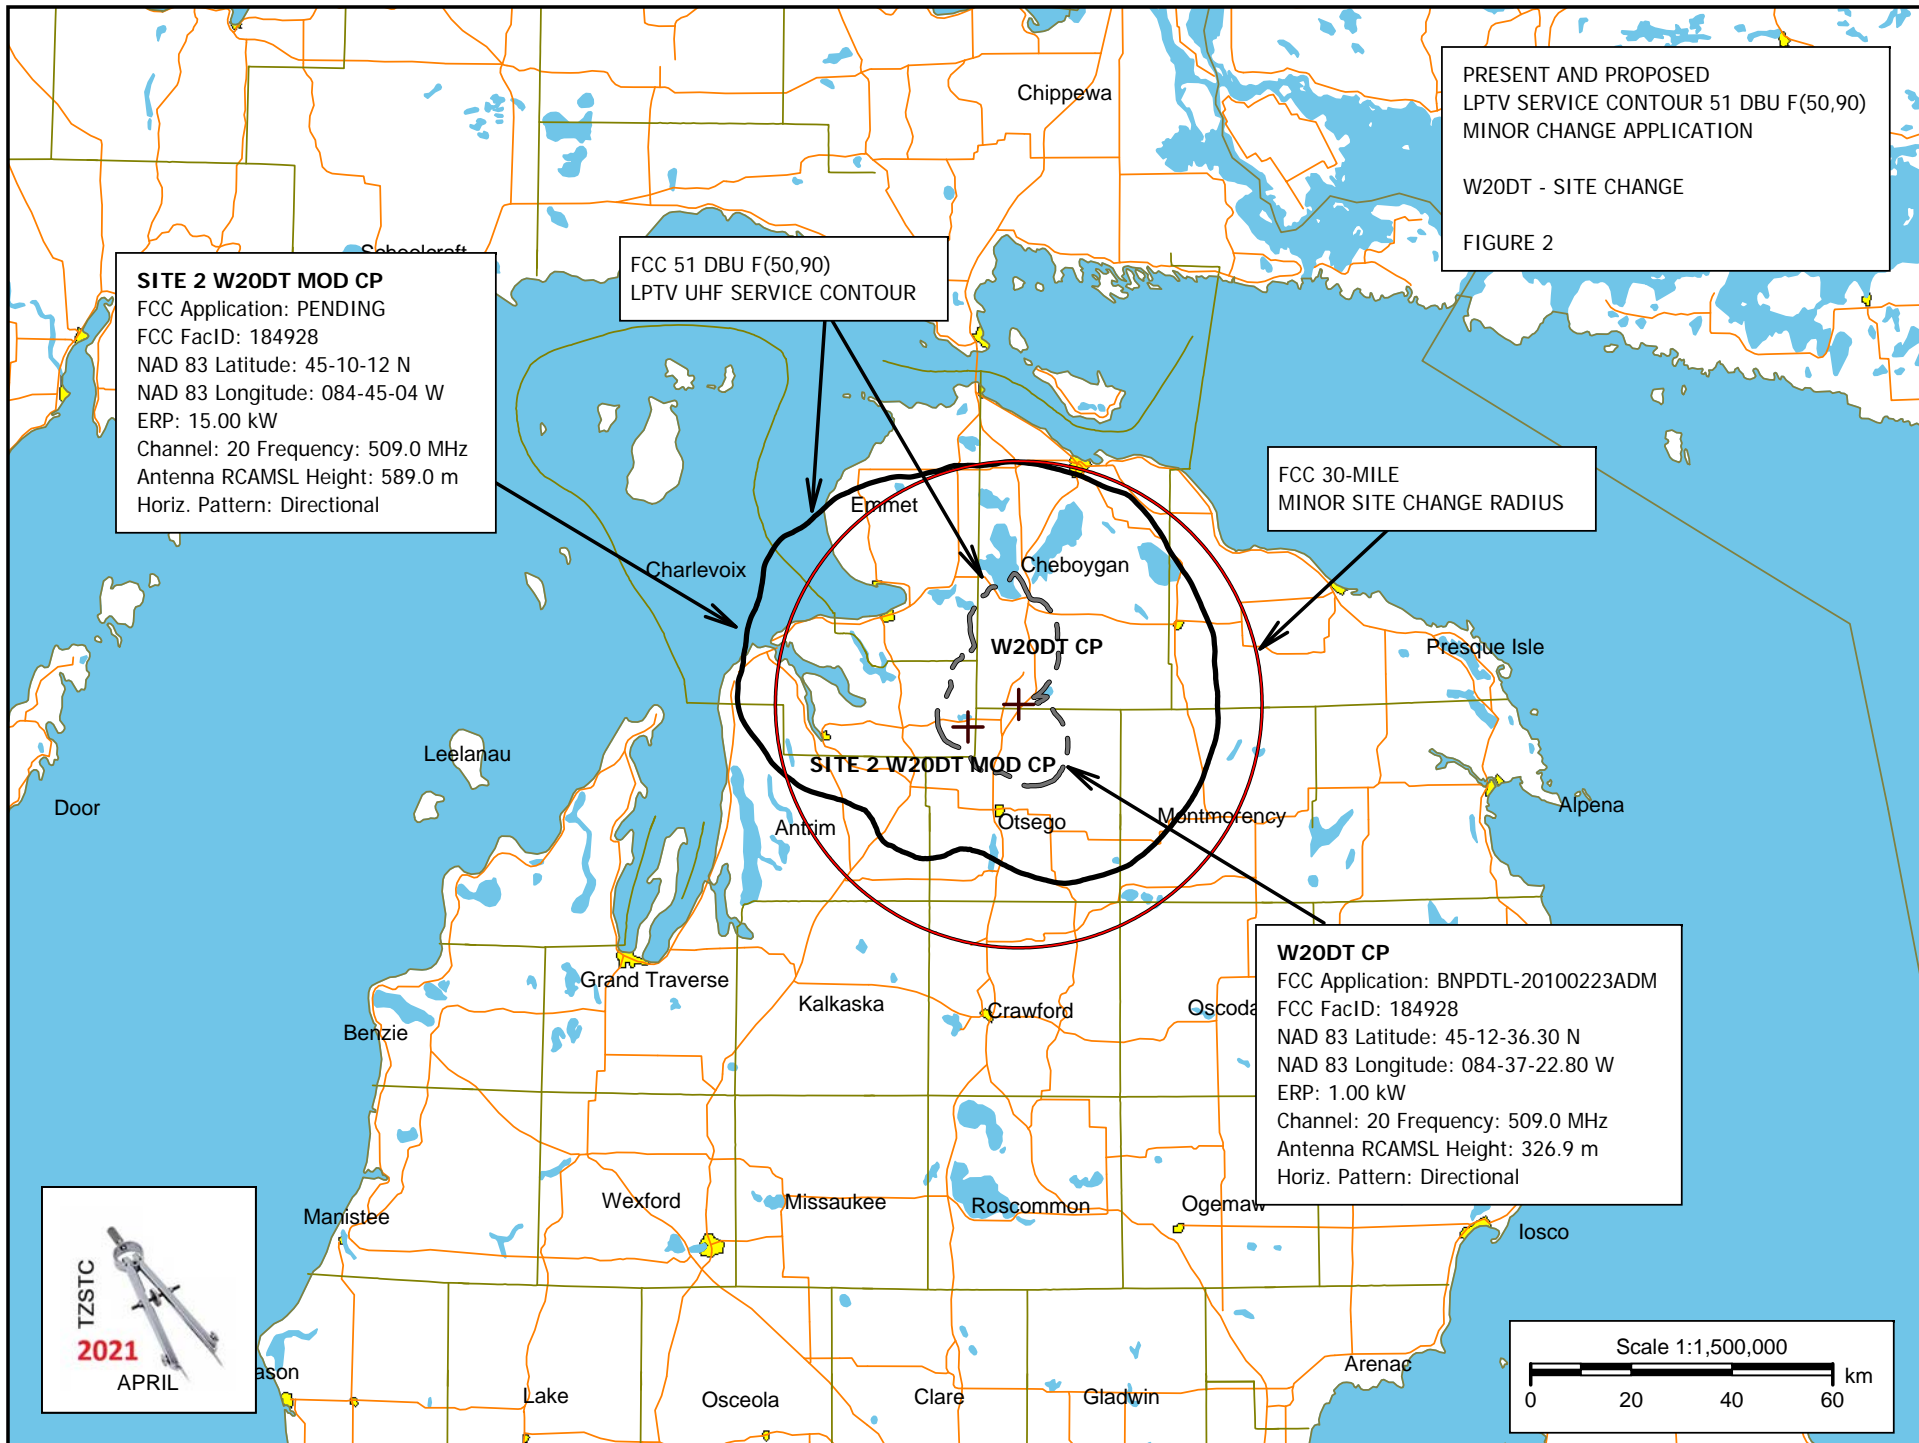 Chippewa
PRESENT AND PROPOSED
LPTV SERVICE CONTOUR 51 DBU F(50,90)
MINOR CHANGE APPLICATION
W20DT - SITE CHANGE
FIGURE 2
Schoolcraft
SITE 2 W20DT MOD CP
FCC Application: PENDING
FCC FacID: 184928
NAD 83 Latitude: 45-10-12 N
NAD 83 Longitude: 084-45-04 W
ERP: 15.00 kW
Channel: 20 Frequency: 509.0 MHz
Antenna RCAMSL Height: 589.0 m
Horiz. Pattern: Directional
FCC 51 DBU F(50,90)
LPTV UHF SERVICE CONTOUR
FCC 30-MILE
MINOR SITE CHANGE RADIUS
Emmet
Charlevoix
Cheboygan
W20DT CP
Presque Isle
Leelanau
SITE 2 W20DT MOD CP
Door
Antrim
Otsego
Montmorency
Alpena
Grand Traverse
Kalkaska
Crawford
Oscoda
Benzie
W20DT CP
FCC Application: BNPDTL-20100223ADM
FCC FacID: 184928
NAD 83 Latitude: 45-12-36.30 N
NAD 83 Longitude: 084-37-22.80 W
ERP: 1.00 kW
Channel: 20 Frequency: 509.0 MHz
Antenna RCAMSL Height: 326.9 m
Horiz. Pattern: Directional
Manistee
Wexford
Missaukee
Roscommon
Ogemaw
Iosco
TZSTC
2021
APRIL
ason
Lake
Osceola
Clare
Gladwin
Arenac
Scale 1:1,500,000
km
0 20 40 60